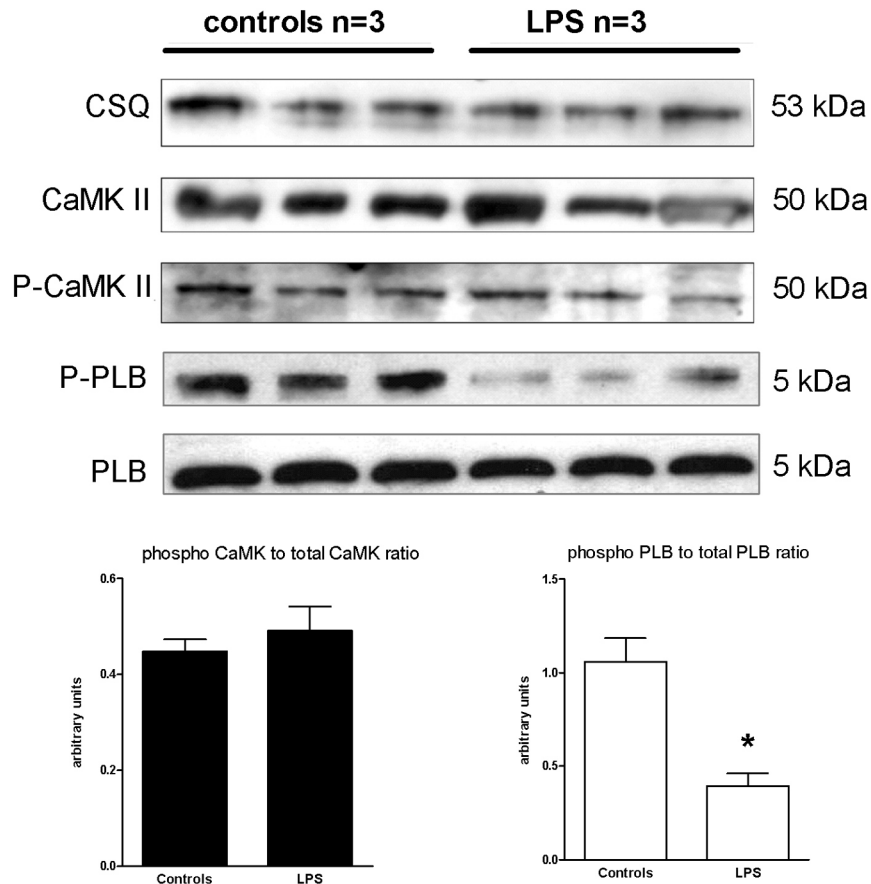 controls n=3 LPS n=3
CSQ 53 kDa
CaMK II 50 kDa
P-CaMK II 50 kDa
P-PLB 5 kDa
PLB 5 kDa
phospho CaMK to total CaMK ratio
0.6
0.4
0.2
0.0
arbitrary units
Controls LPS
phospho PLB to total PLB ratio
1.5
1.0
0.5
0.0
arbitrary units
*
Controls LPS